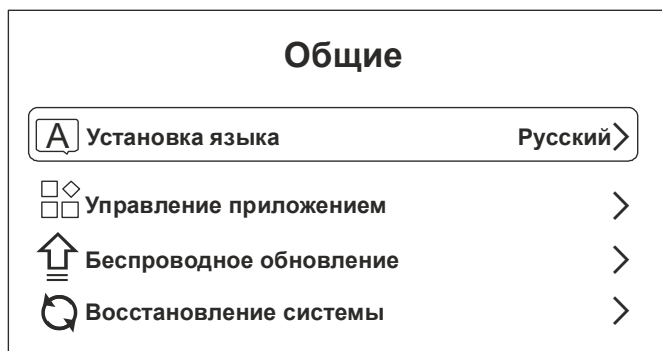 Общие
Установка языка Русский
Управление приложением
Беспроводное обновление
Восстановление системы